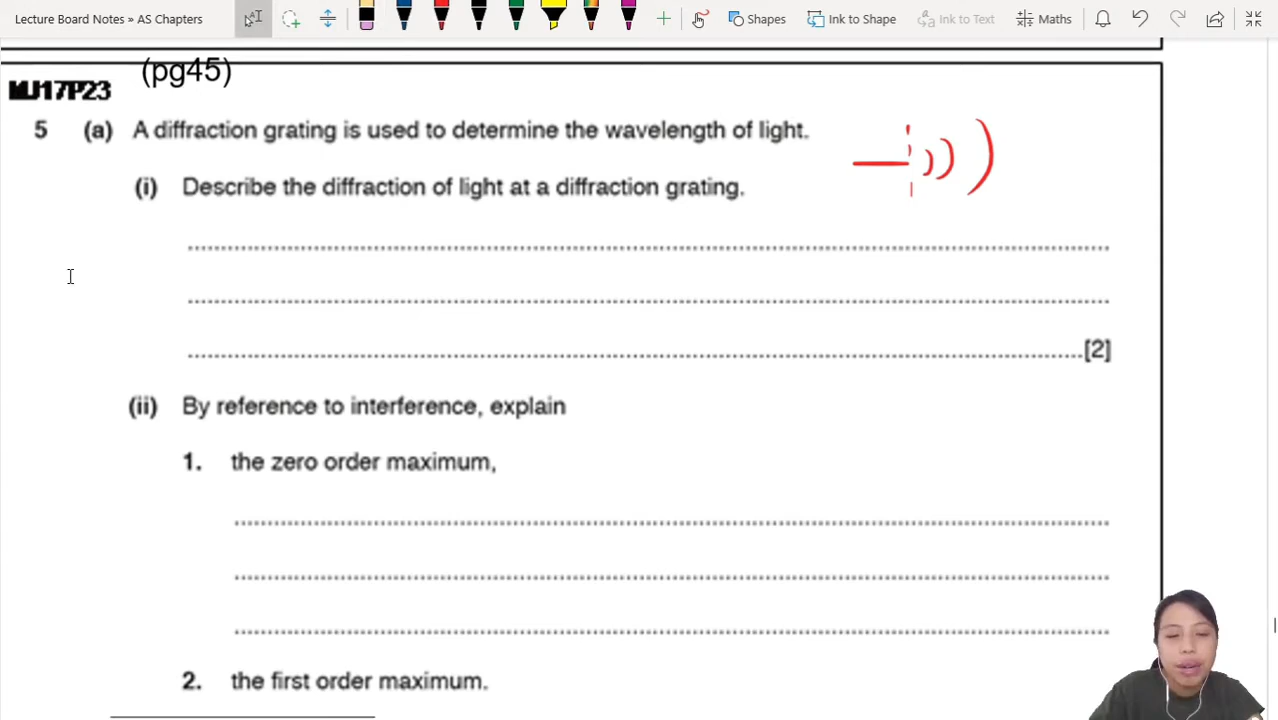 Lecture Board Notes » AS Chapters
Shapes
Ink to Shape
Ink to Text
Maths
(pg45)
MJ17P23
5 (a) A diffraction grating is used to determine the wavelength of light.
(i) Describe the diffraction of light at a diffraction grating.
[2]
(ii) By reference to interference, explain
1. the zero order maximum,
2. the first order maximum.